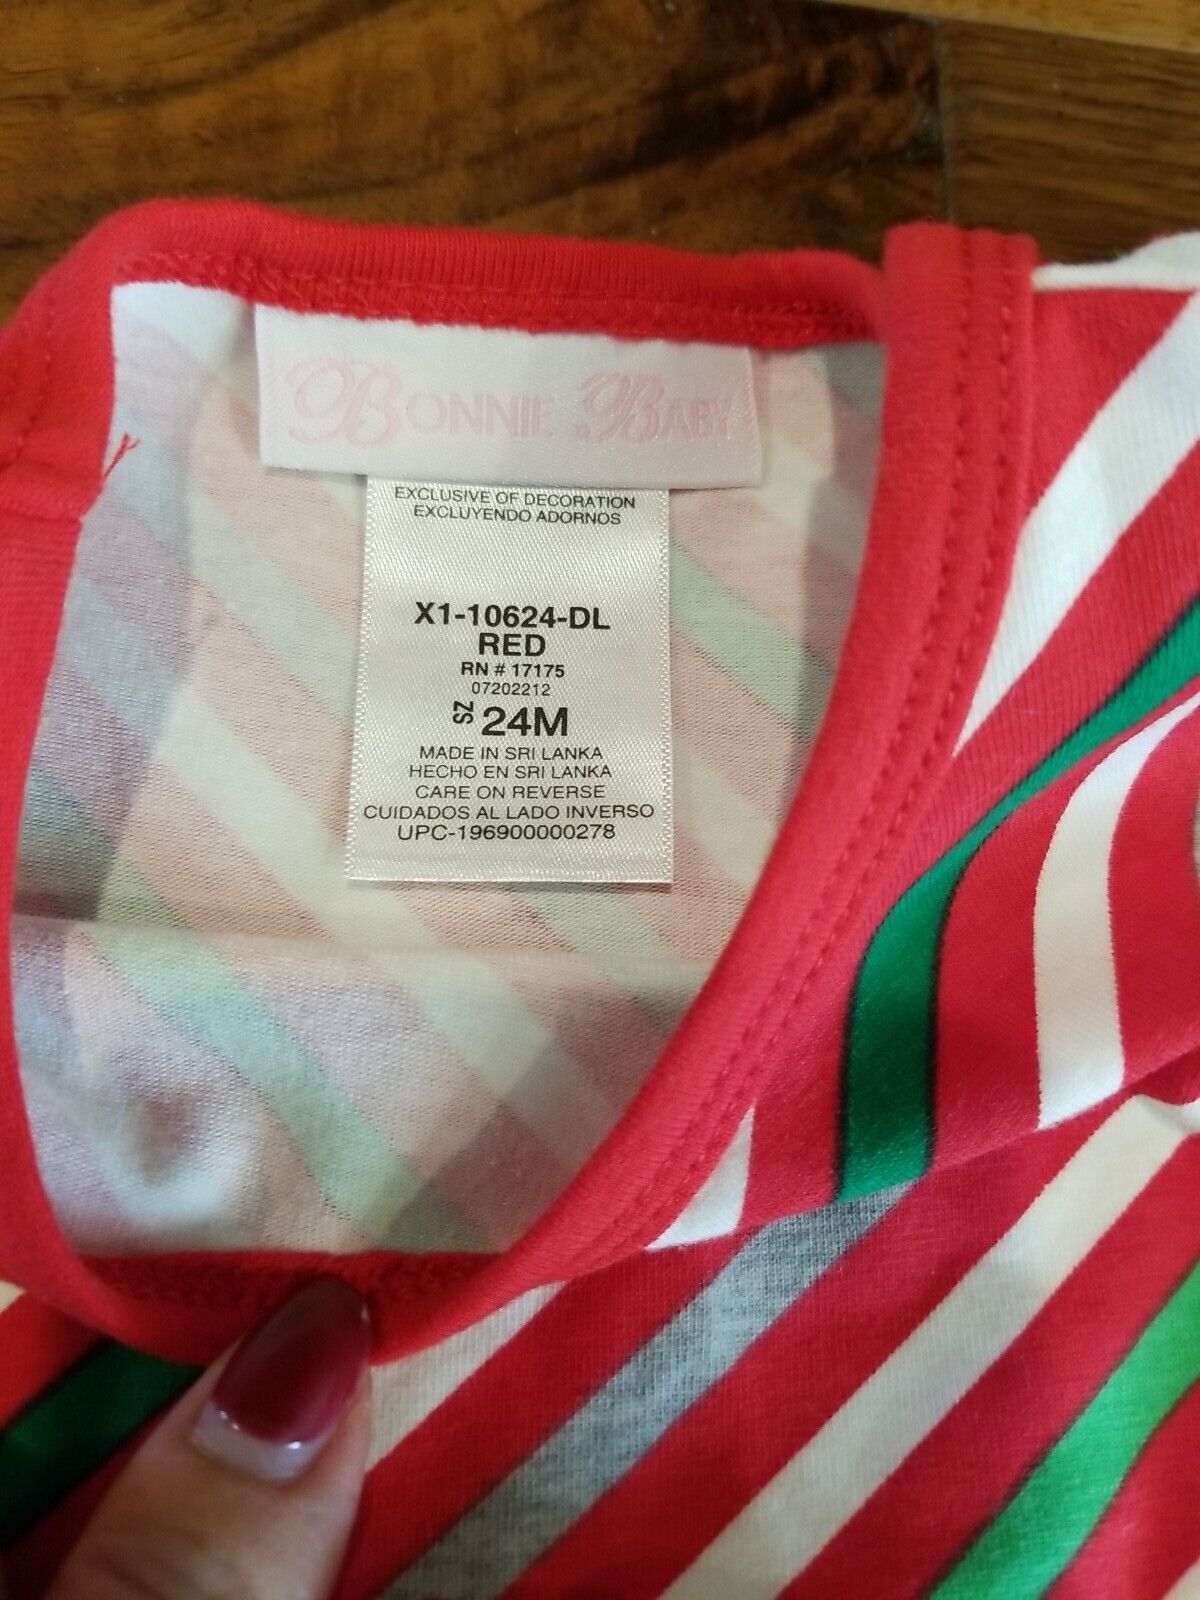 BONNIE BABY
EXCLUSIVE OF DECORATION
EXCLUYENDO ADORNOS
X1-10624-DL
RED
RN # 17175
07202212
SZ 24M
MADE IN SRI LANKA
HECHO EN SRI LANKA
CARE ON REVERSE
CUIDADOS AL LADO INVERSO
UPC-196900000278